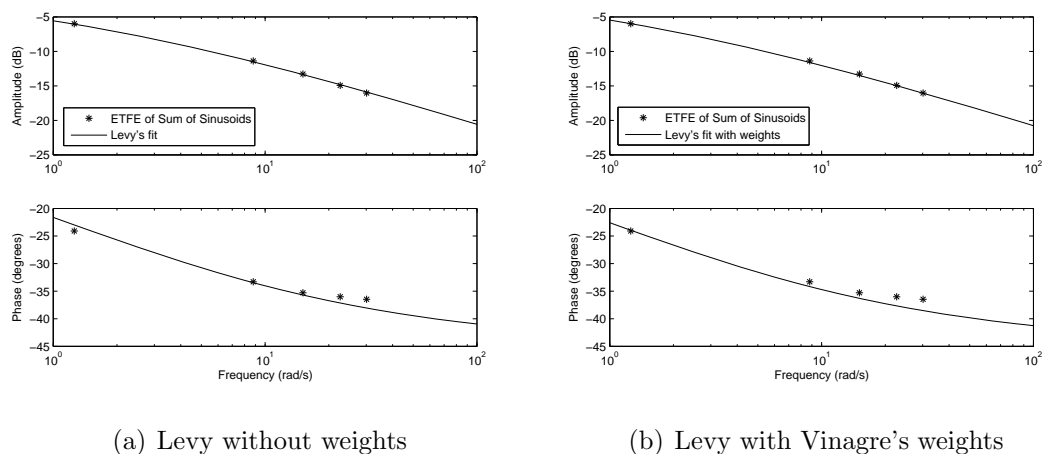 −5
−10
−15
−20
−25
Amplitude (dB)
ETFE of Sum of Sinusoids
Levy's fit
10^0
10^1
10^2
−20
−25
−30
−35
−40
−45
Phase (degrees)
10^0
10^1
10^2
Frequency (rad/s)
(a) Levy without weights
−5
−10
−15
−20
−25
Amplitude (dB)
ETFE of Sum of Sinusoids
Levy's fit with weights
10^0
10^1
10^2
−20
−25
−30
−35
−40
−45
Phase (degrees)
10^0
10^1
10^2
Frequency (rad/s)
(b) Levy with Vinagre's weights